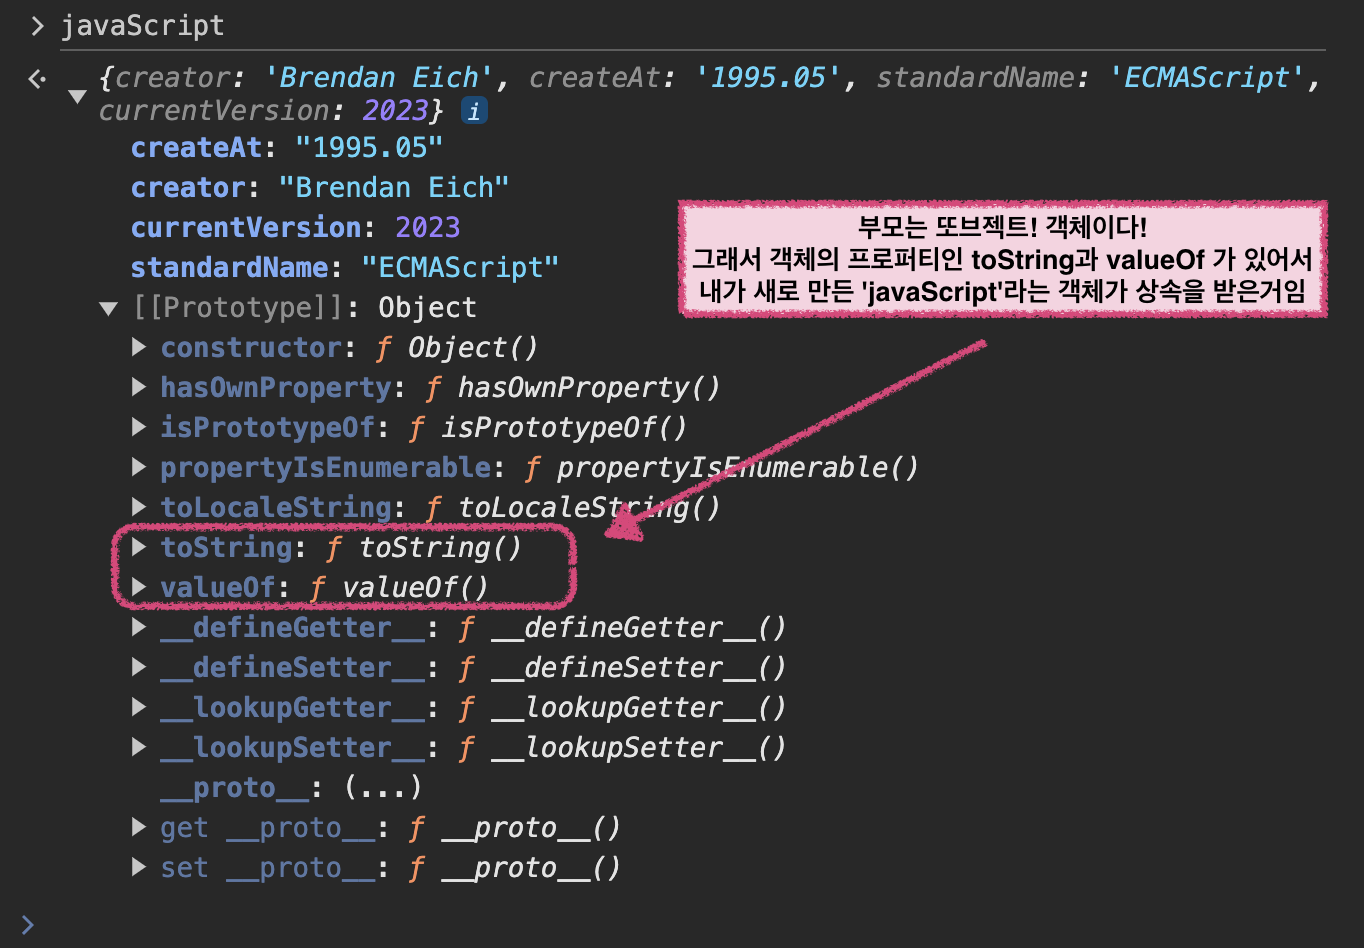 > javaScript
{creator: 'Brendan Eich', createAt: '1995.05', standardName: 'ECMAScript',
currentVersion: 2023} i
createAt: "1995.05"
creator: "Brendan Eich"
currentVersion: 2023
standardName: "ECMAScript"
부모는 또브젝트! 객체이다!
그래서 객체의 프로퍼티인 toString과 valueOf 가 있어서
내가 새로 만든 'javaScript'라는 객체가 상속을 받은거임
▼ [[Prototype]]: Object
▶ constructor: ƒ Object()
▶ hasOwnProperty: ƒ hasOwnProperty()
▶ isPrototypeOf: ƒ isPrototypeOf()
▶ propertyIsEnumerable: ƒ propertyIsEnumerable()
▶ toLocaleString: ƒ toLocaleString()
▶ toString: ƒ toString()
▶ valueOf: ƒ valueOf()
▶ __defineGetter__: ƒ __defineGetter__()
▶ __defineSetter__: ƒ __defineSetter__()
▶ __lookupGetter__: ƒ __lookupGetter__()
▶ __lookupSetter__: ƒ __lookupSetter__()
__proto__: (...)
▶ get __proto__: ƒ __proto__()
▶ set __proto__: ƒ __proto__()
>